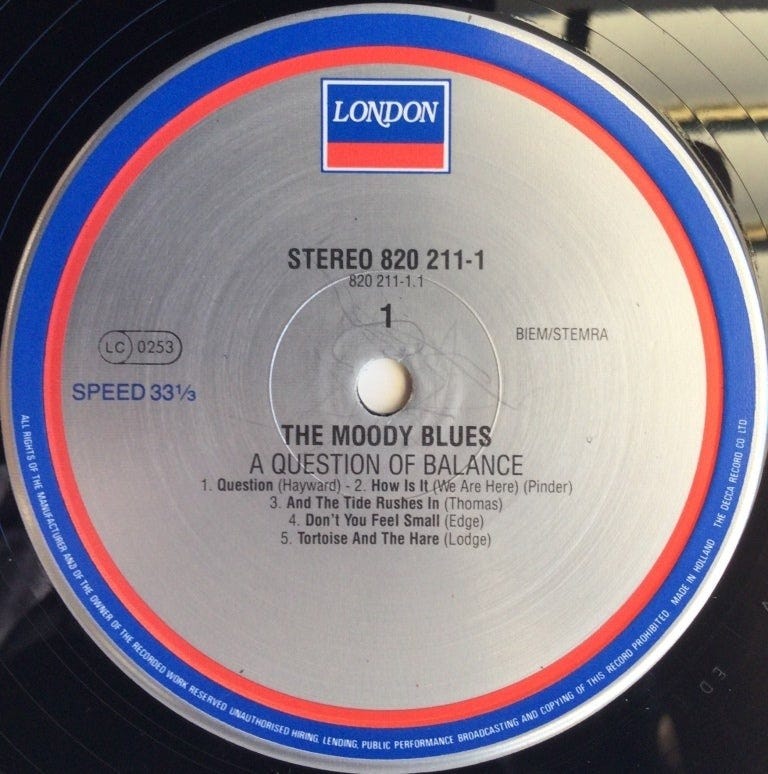 LONDON
STEREO 820 211-1
820 211-1.1
1
BIEM/STEMRA
LC 0253
SPEED 33⅓
THE MOODY BLUES
A QUESTION OF BALANCE
1. Question (Hayward) - 2. How Is It (We Are Here) (Pinder)
3. And The Tide Rushes In (Thomas)
4. Don't You Feel Small (Edge)
5. Tortoise And The Hare (Lodge)
ALL RIGHTS OF THE MANUFACTURER AND OF THE OWNER OF THE RECORDED WORK RESERVED UNAUTHORISED HIRING, LENDING, PUBLIC PERFORMANCE BROADCASTING AND COPYING OF THIS RECORD PROHIBITED. MADE IN HOLLAND THE DECCA RECORD CO LTD.